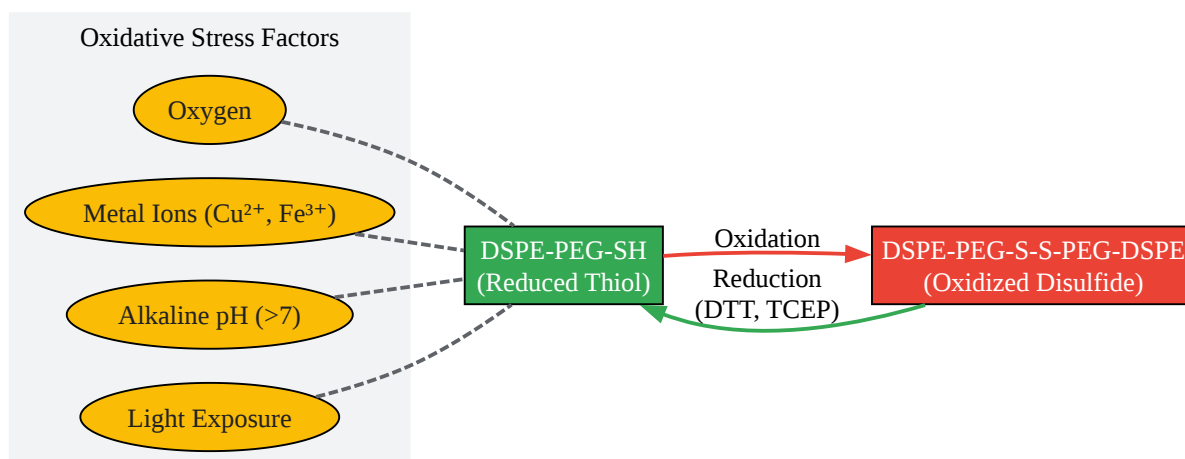 Oxidative Stress Factors
Oxygen
Metal Ions (Cu²⁺, Fe³⁺)
Alkaline pH (>7)
Light Exposure
DSPE-PEG-SH
(Reduced Thiol)
Oxidation
Reduction
(DTT, TCEP)
DSPE-PEG-S-S-PEG-DSPE
(Oxidized Disulfide)